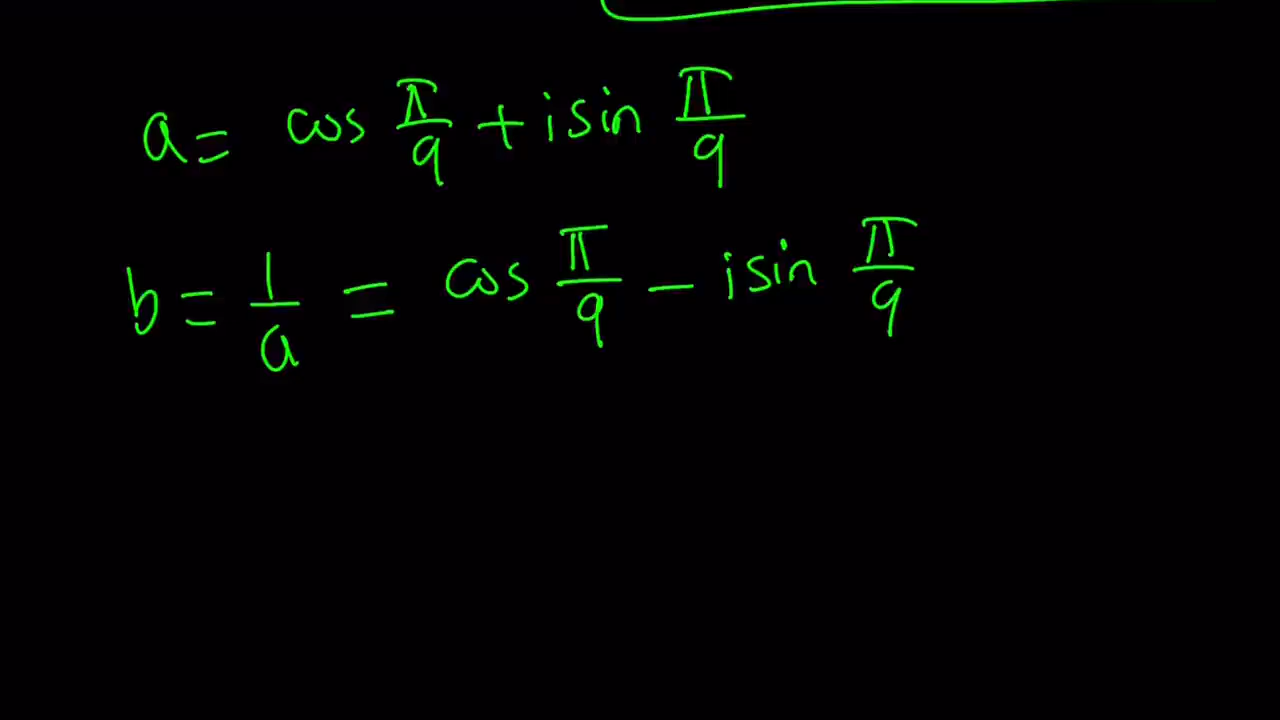 a = cos π/9 + i sin π/9
b = 1/a = cos π/9 - i sin π/9